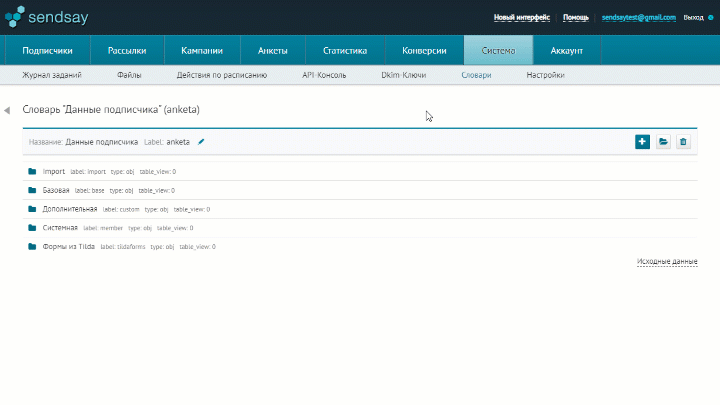 sendsay
Новый интерфейс Помощь sendsaytest@gmail.com Выход
Подписчики Рассылки Кампании Анкеты Статистика Конверсии Система Аккаунт
Журнал заданий Файлы Действия по расписанию API-Консоль Dkim-Ключи Словари Настройки
Словарь "Данные подписчика" (anketa)
Название: Данные подписчика Label: anketa
Import label: import type: obj table_view: 0
Базовая label: base type: obj table_view: 0
Дополнительная label: custom type: obj table_view: 0
Системная label: member type: obj table_view: 0
Формы из Tilda label: tildaforms type: obj table_view: 0
Исходные данные